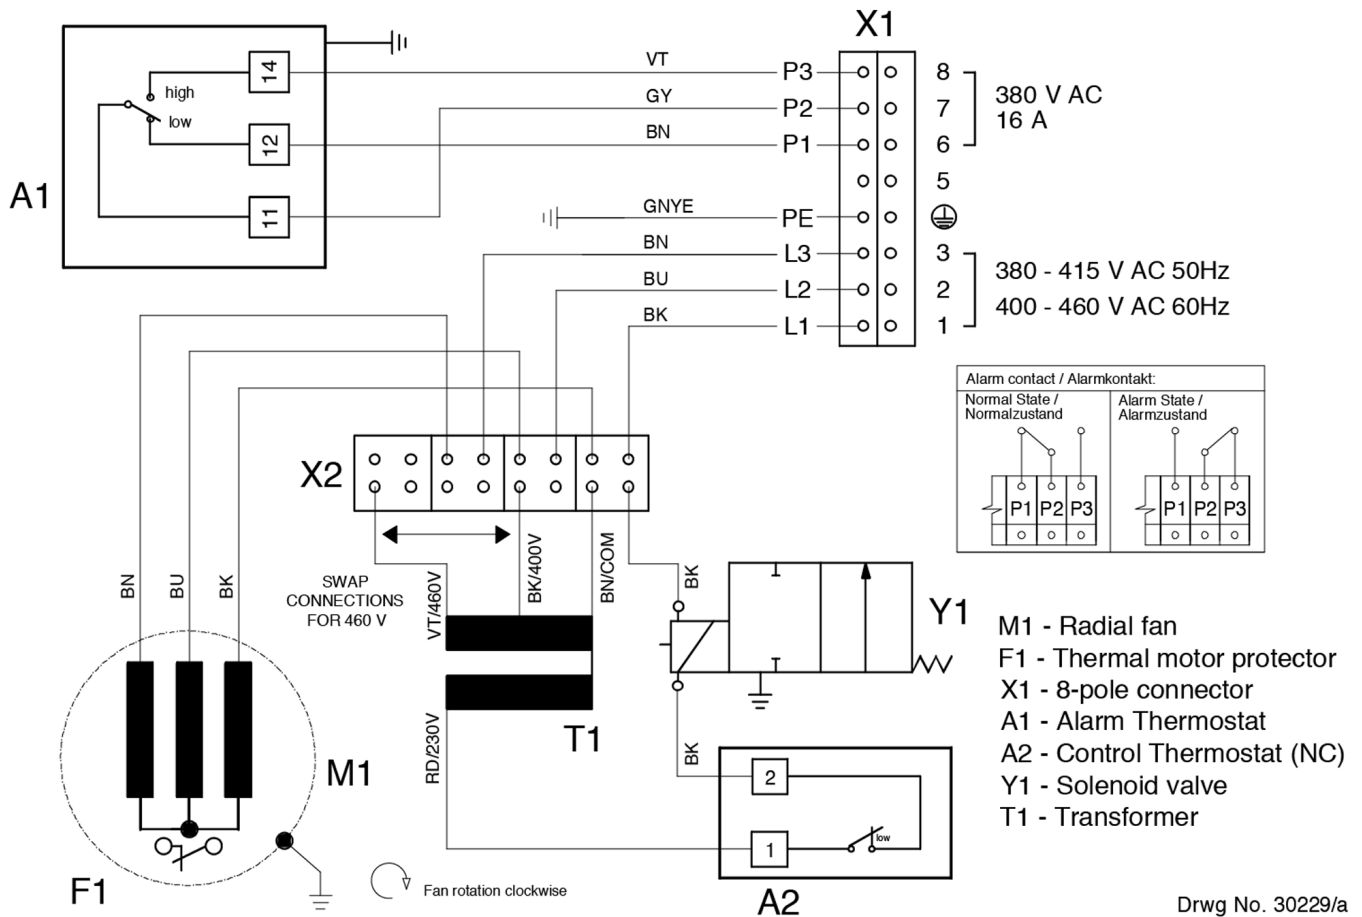 X1
VT
P3
8
14
high
GY
P2
7
380 V AC
16 A
low
BN
P1
6
12
5
A1
11
GNYE
PE
BN
L3
3
380 - 415 V AC 50Hz
BU
L2
2
400 - 460 V AC 60Hz
BK
L1
1
Alarm contact / Alarmkontakt:
Normal State /
Normalzustand
Alarm State /
Alarmzustand
P1 P2 P3
P1 P2 P3
X2
BN
BU
BK
SWAP
CONNECTIONS
FOR 460 V
VT/460V
BK/400V
BN/COM
BK
Y1
M1 - Radial fan
F1 - Thermal motor protector
X1 - 8-pole connector
A1 - Alarm Thermostat
A2 - Control Thermostat (NC)
Y1 - Solenoid valve
T1 - Transformer
RD/230V
T1
BK
M1
2
1
low
F1
Fan rotation clockwise
A2
Drwg No. 30229/a